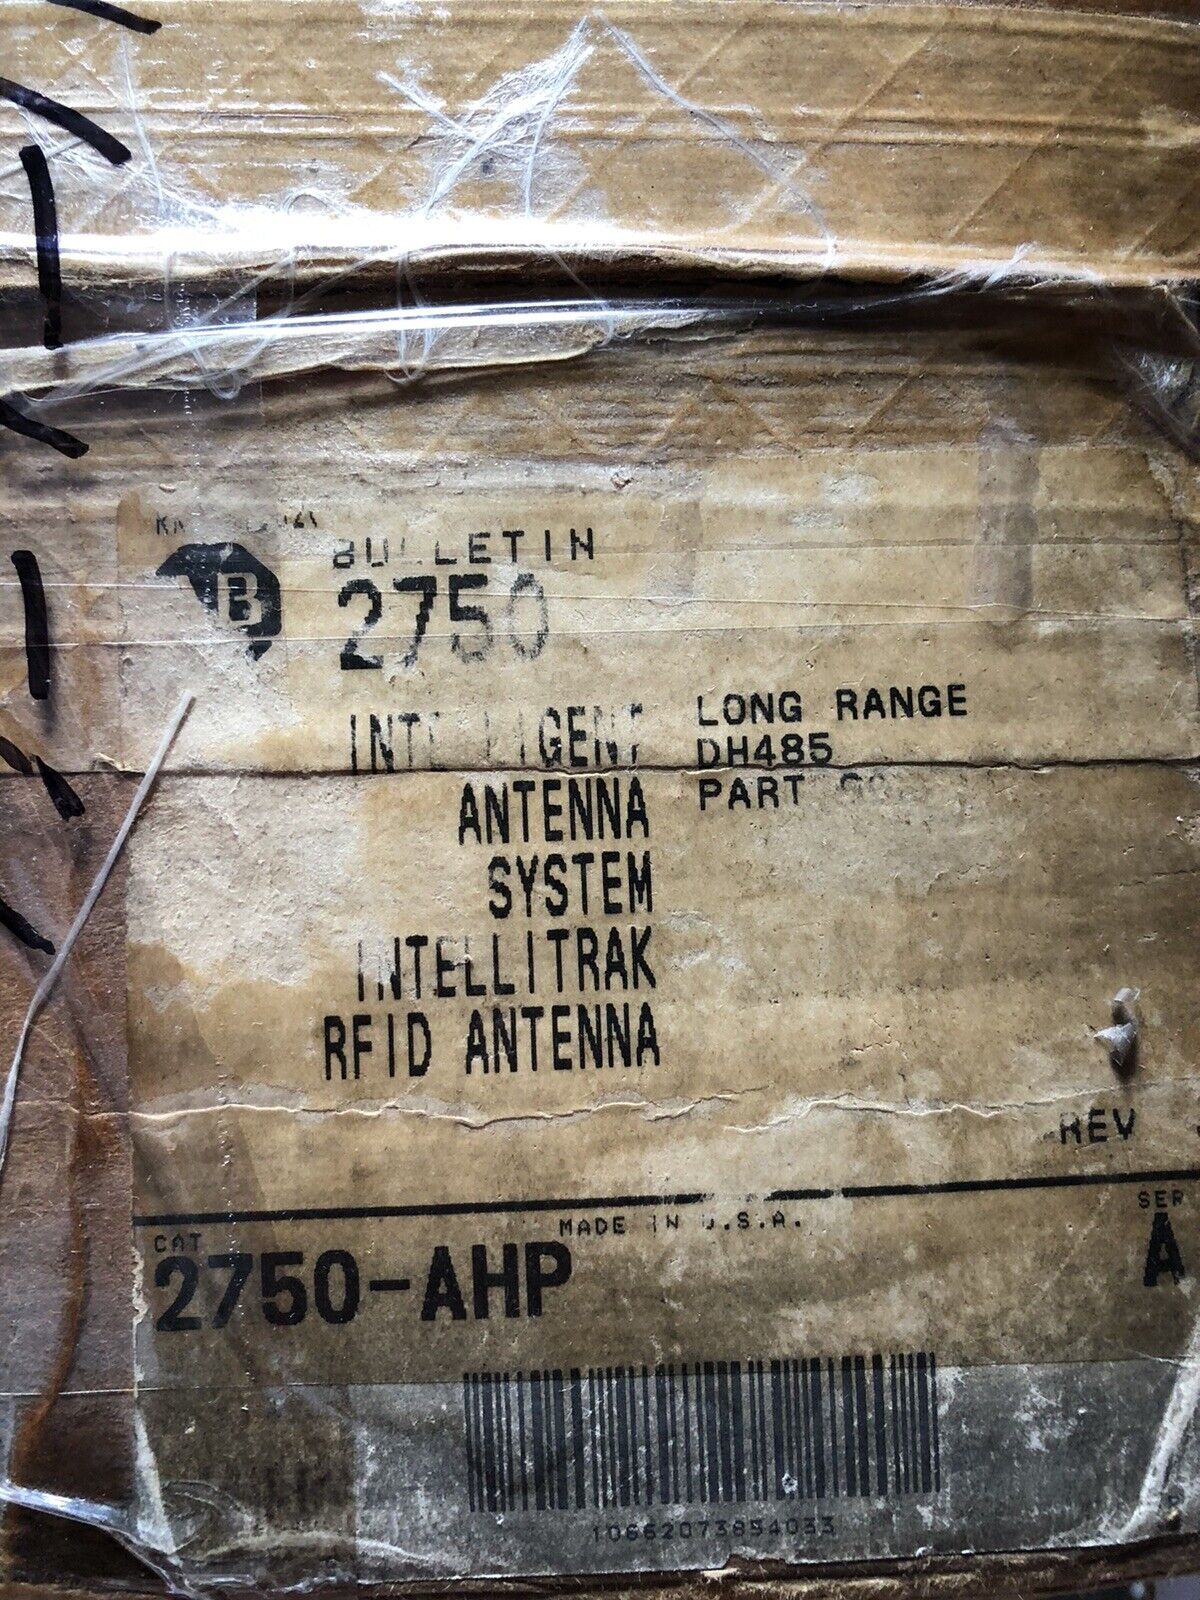 B
BULLETIN
2750
INTELLIGENT
ANTENNA
SYSTEM
INTELLITRAK
RFID ANTENNA
LONG RANGE
DH485
PART
REV
MADE IN U.S.A.
CAT
2750-AHP
SER
A
10662073854033